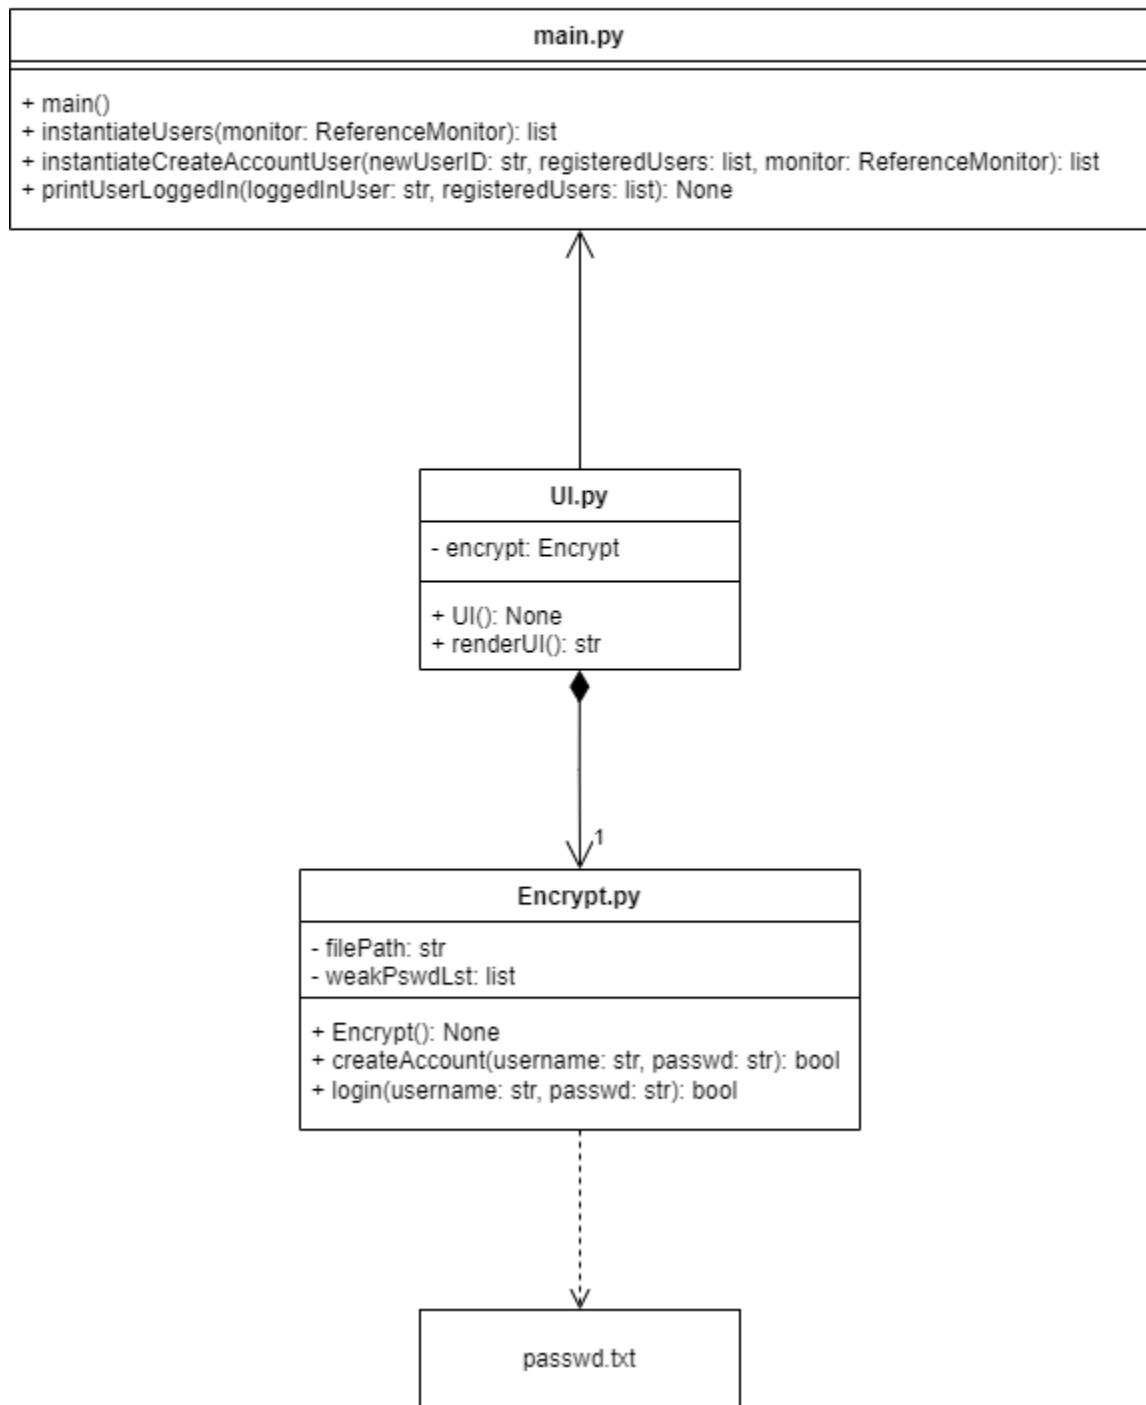 main.py
+ main()
+ instantiateUsers(monitor: ReferenceMonitor): list
+ instantiateCreateAccountUser(newUserID: str, registeredUsers: list, monitor: ReferenceMonitor): list
+ printUserLoggedIn(loggedInUser: str, registeredUsers: list): None
UI.py
- encrypt: Encrypt
+ UI(): None
+ renderUI(): str
1
Encrypt.py
- filePath: str
- weakPswdLst: list
+ Encrypt(): None
+ createAccount(username: str, passwd: str): bool
+ login(username: str, passwd: str): bool
passwd.txt